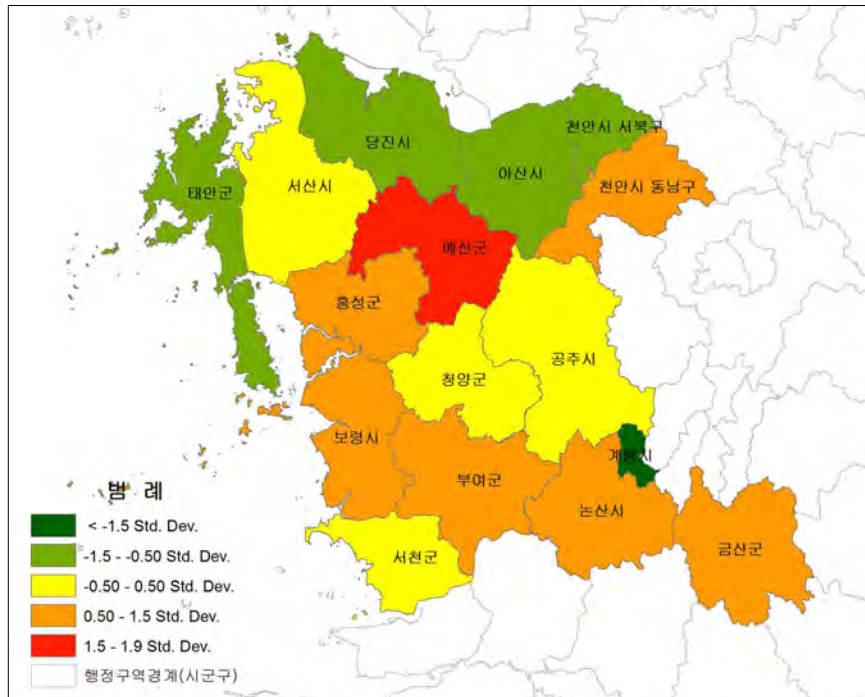 천안시 서북구
당진시
아산시
천안시 동남구
태안군
서산시
예산군
홍성군
공주시
청양군
보령시
계룡시
부여군
논산시
금산군
서천군
범 례
< -1.5 Std. Dev.
-1.5 - -0.50 Std. Dev.
-0.50 - 0.50 Std. Dev.
0.50 - 1.5 Std. Dev.
1.5 - 1.9 Std. Dev.
행정구역경계(시군구)